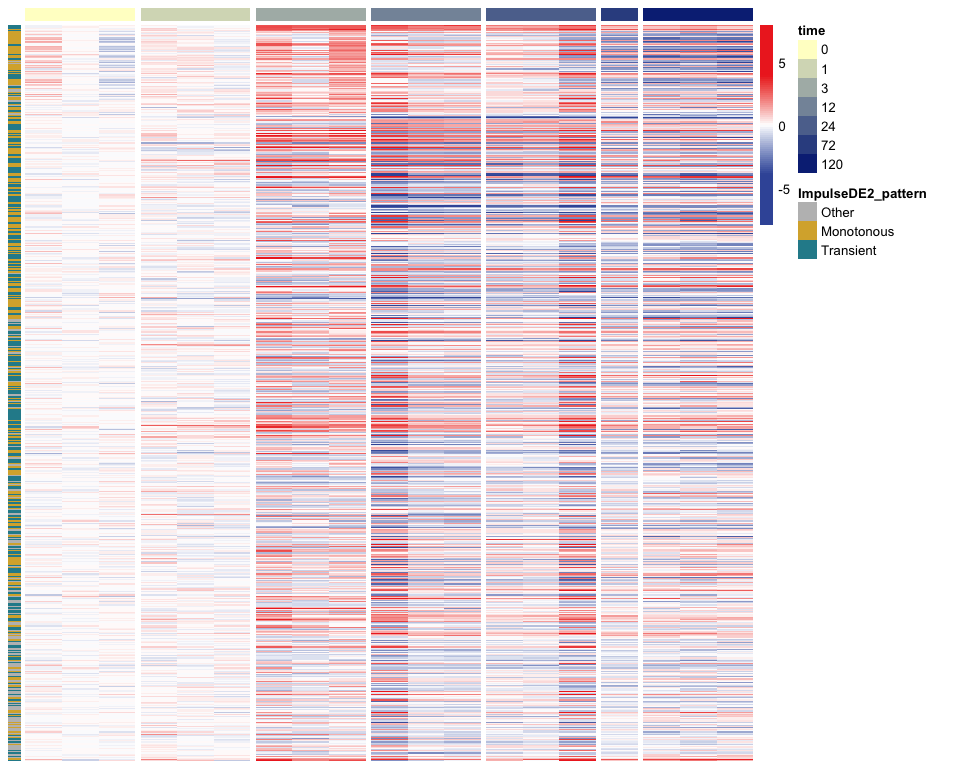 time
0
1
3
12
24
72
120
5
0
-5
ImpulseDE2_pattern
Other
Monotonous
Transient